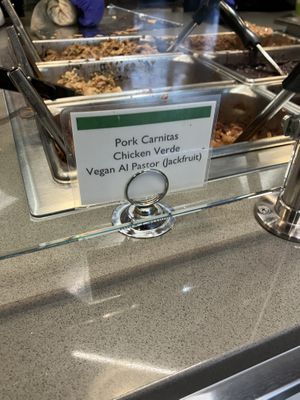 Pork Carnitas
Chicken Verde
Vegan Al Pastor (Jackfruit)